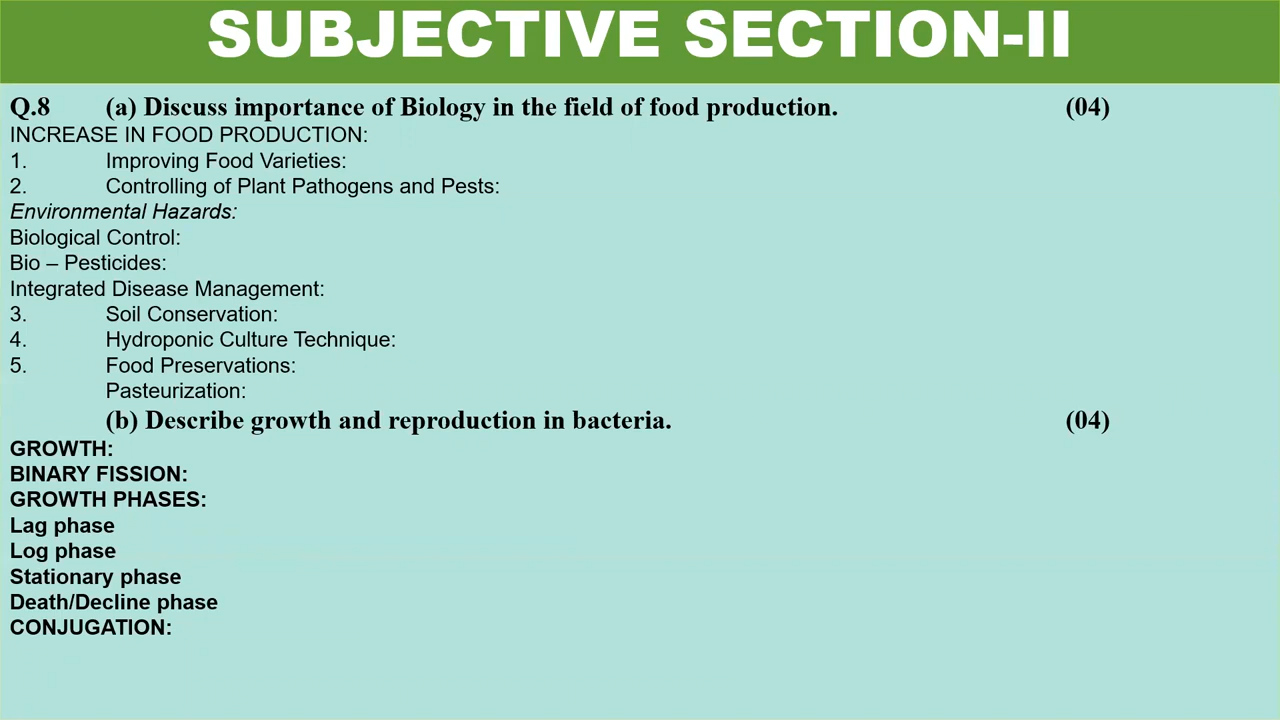 SUBJECTIVE SECTION-II
Q.8 (a) Discuss importance of Biology in the field of food production. (04)
INCREASE IN FOOD PRODUCTION:
1. Improving Food Varieties:
2. Controlling of Plant Pathogens and Pests:
Environmental Hazards:
Biological Control:
Bio – Pesticides:
Integrated Disease Management:
3. Soil Conservation:
4. Hydroponic Culture Technique:
5. Food Preservations:
Pasteurization:
(b) Describe growth and reproduction in bacteria. (04)
GROWTH:
BINARY FISSION:
GROWTH PHASES:
Lag phase
Log phase
Stationary phase
Death/Decline phase
CONJUGATION: